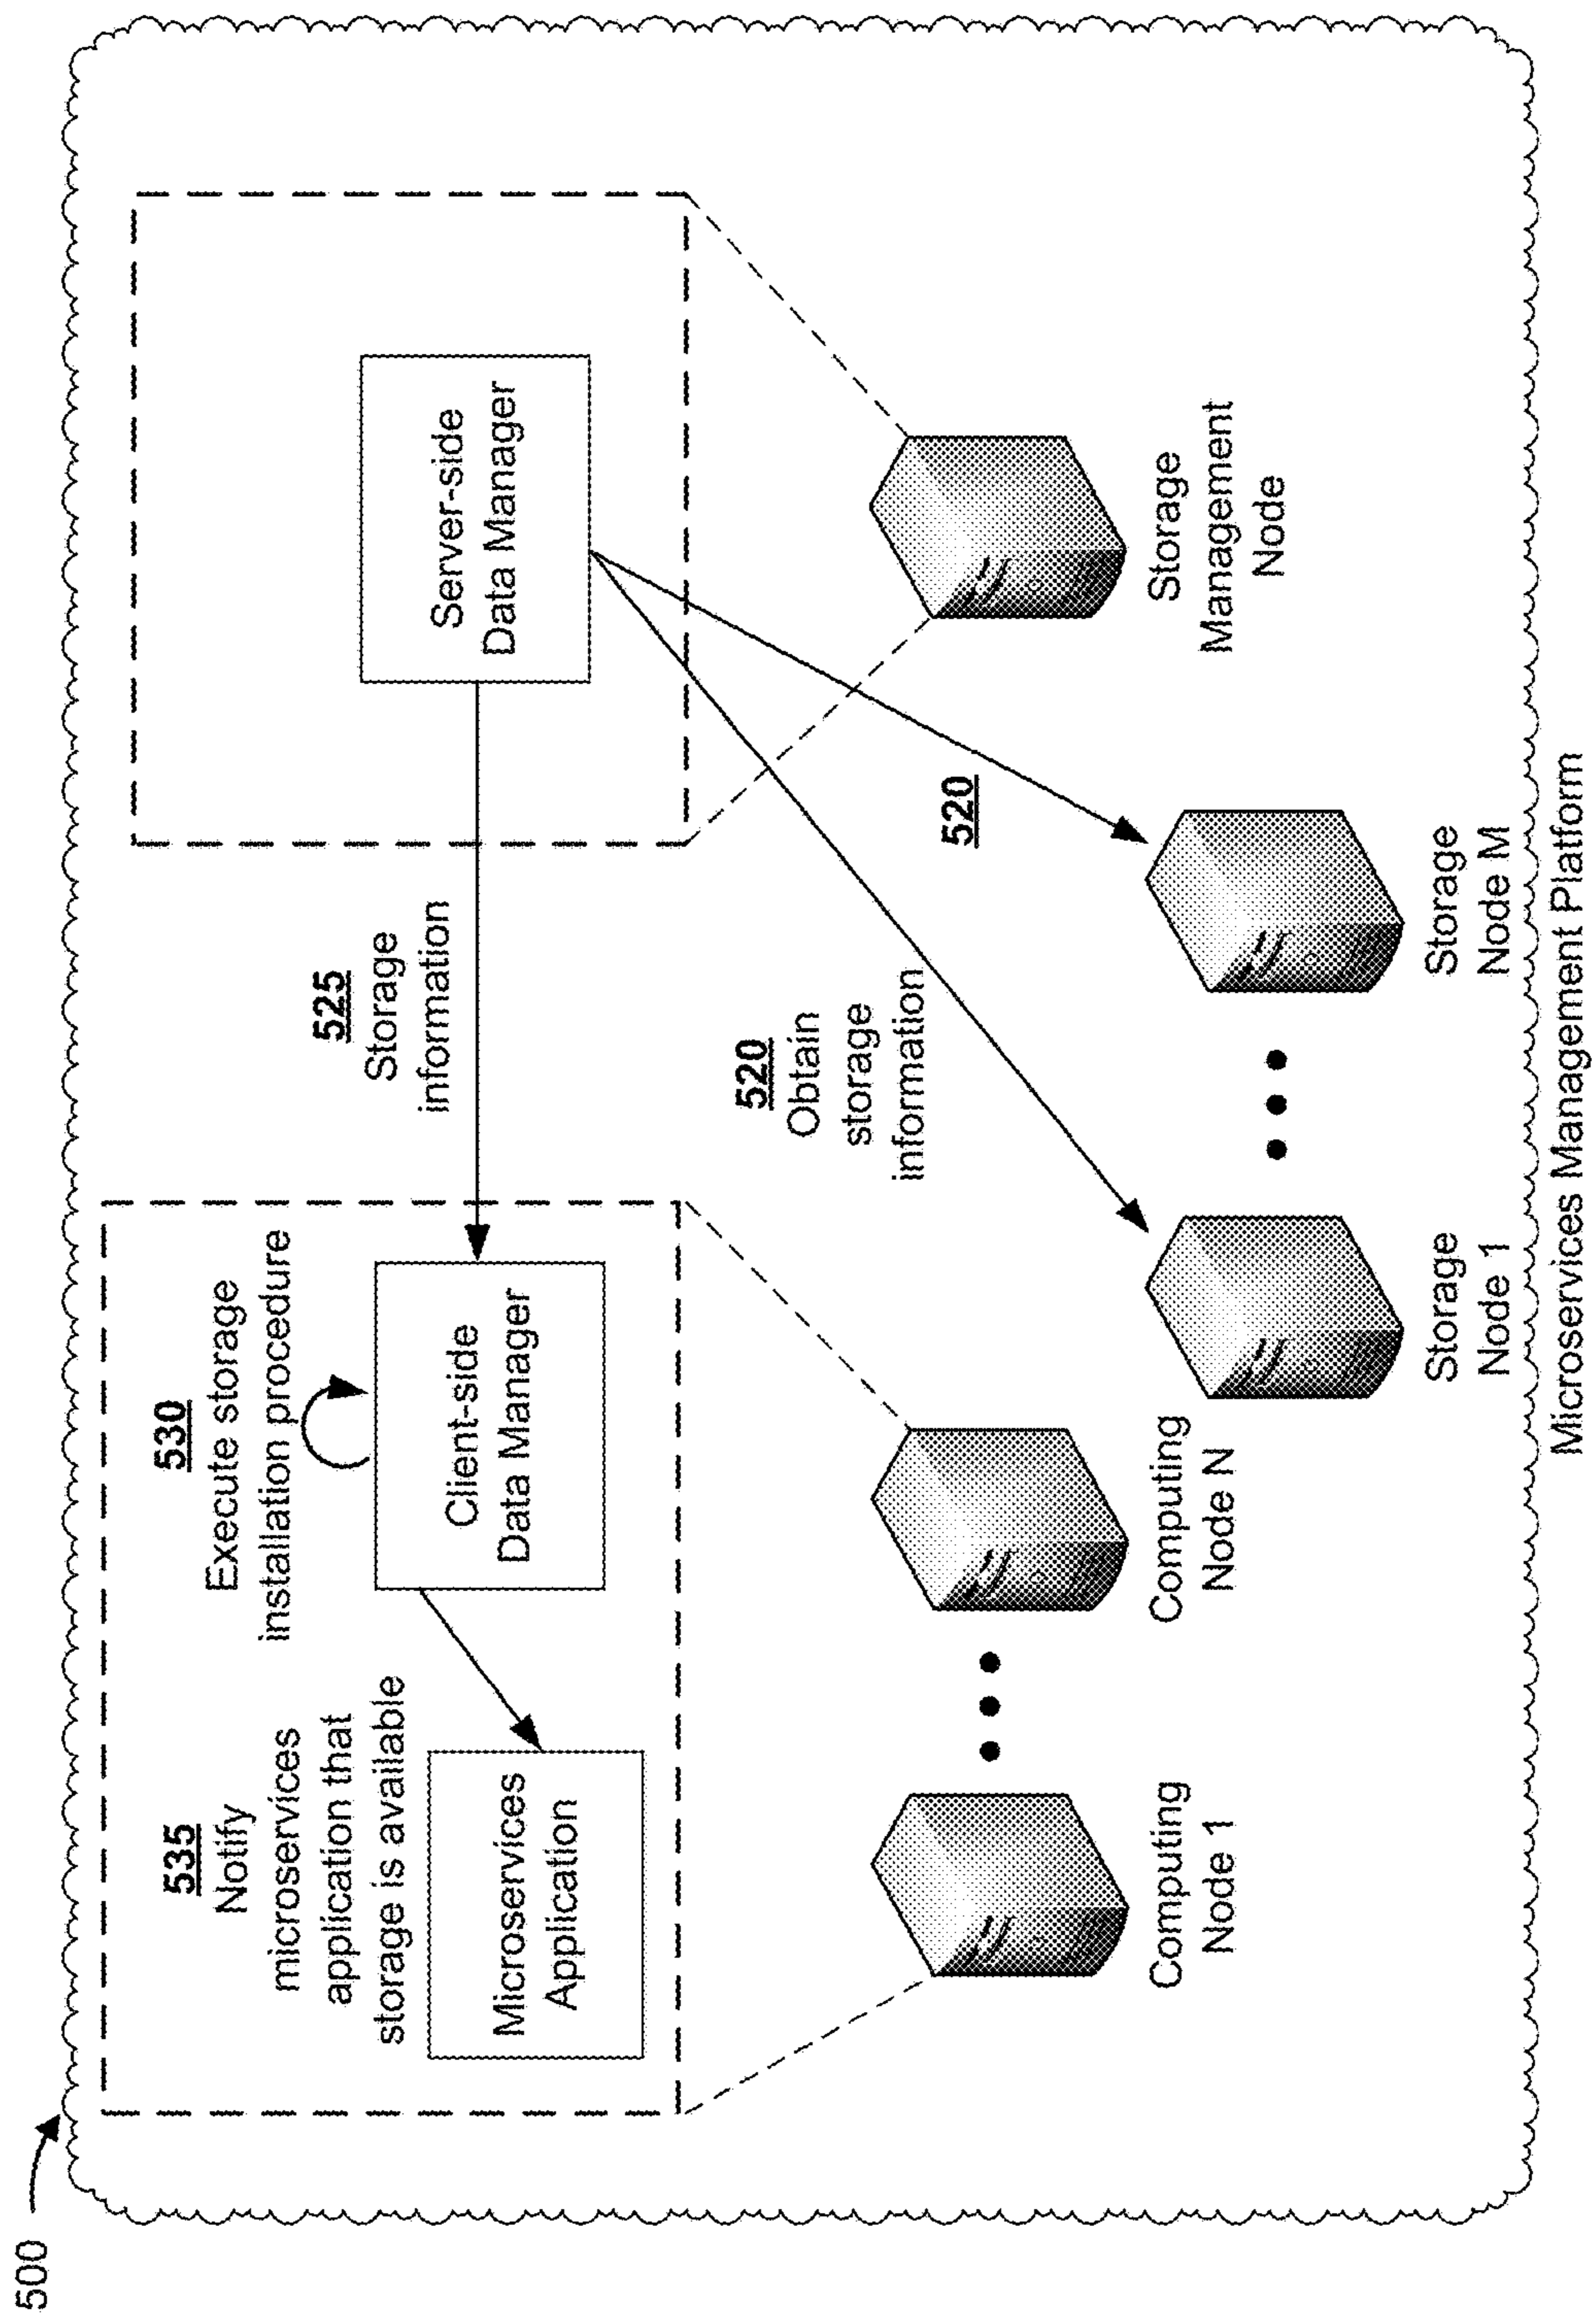 500
530
Execute storage
installation procedure
535
Notify
microservices
application that
storage is available
Microservices
Application
Client-side
Data Manager
525
Storage
information
Server-side
Data Manager
520
Obtain
storage
information
520
Computing
Node 1
Computing
Node N
Storage
Management
Node
Storage
Node 1
Storage
Node M
Microservices Management Platform